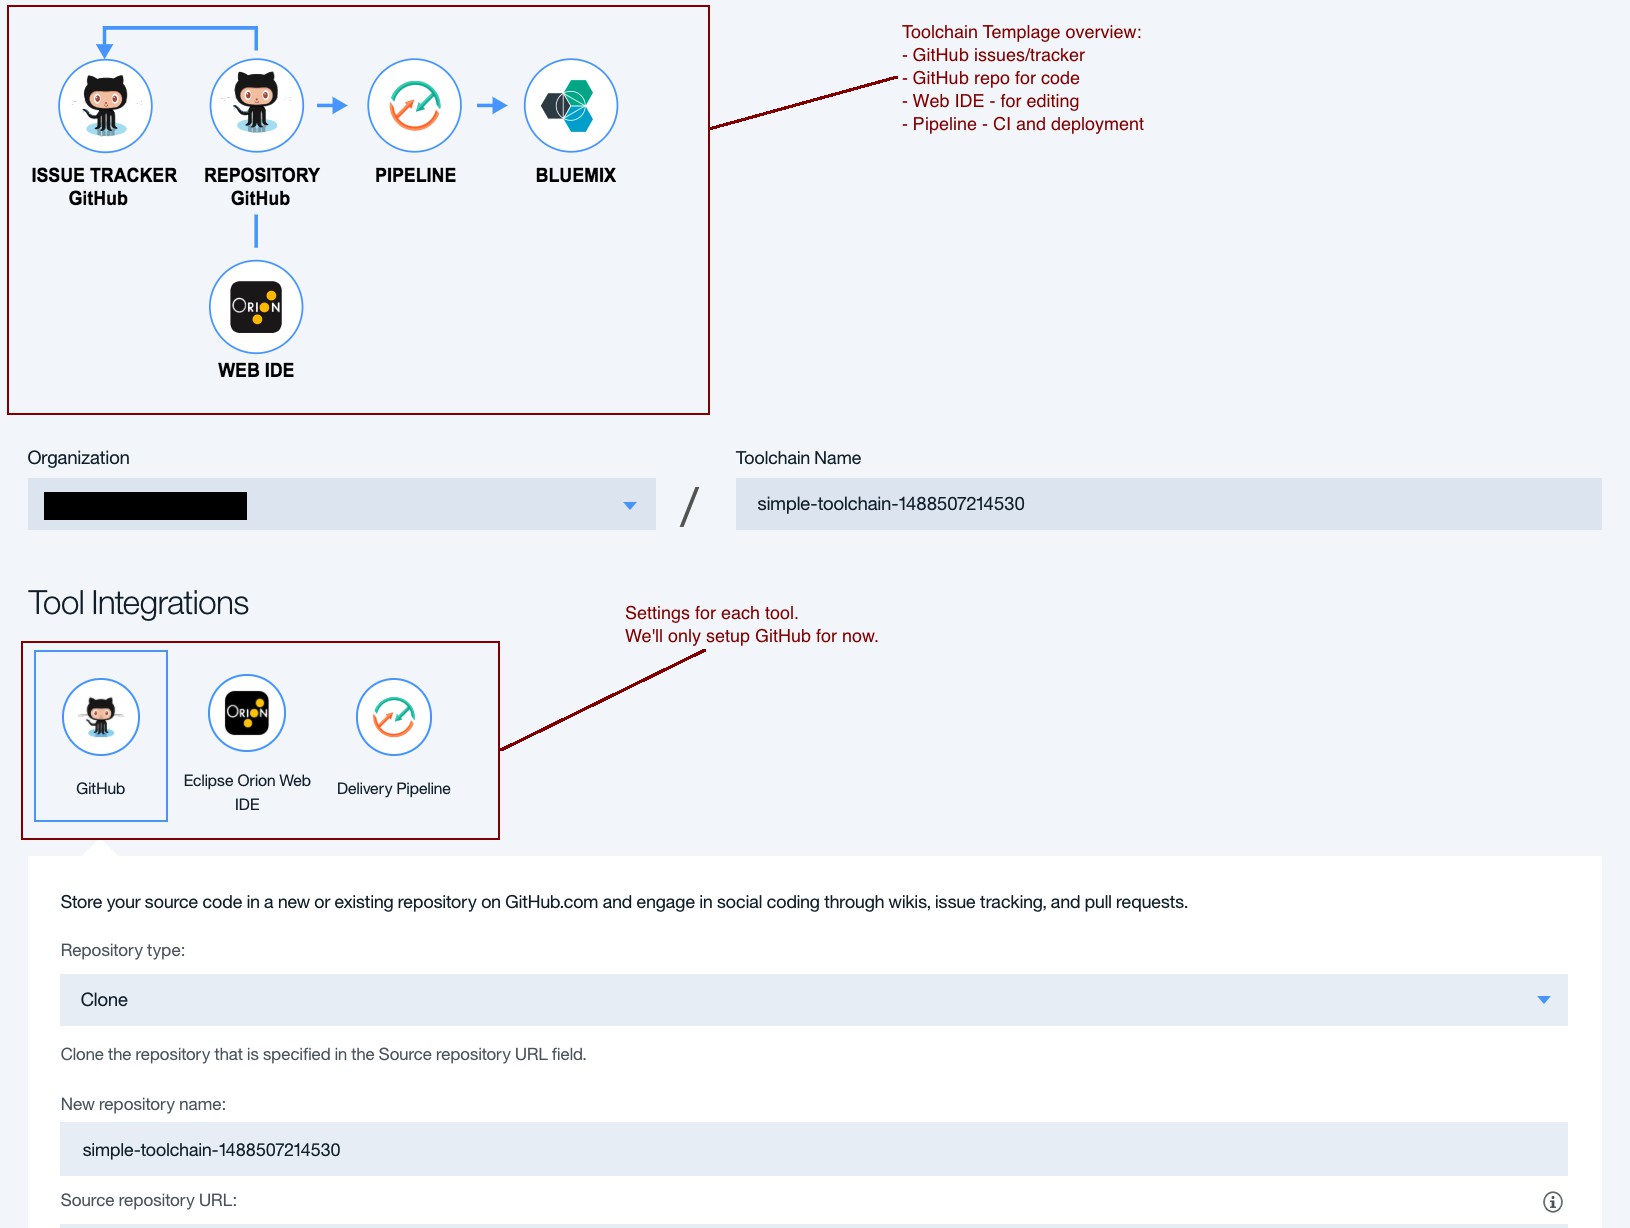 Toolchain Templage overview:
- GitHub issues/tracker
- GitHub repo for code
- Web IDE - for editing
- Pipeline - CI and deployment
ISSUE TRACKER
GitHub
REPOSITORY
GitHub
PIPELINE
BLUEMIX
ORION
WEB IDE
Organization
Toolchain Name
/
simple-toolchain-1488507214530
Tool Integrations
Settings for each tool.
We'll only setup GitHub for now.
GitHub
ORION
Eclipse Orion Web
IDE
Delivery Pipeline
Store your source code in a new or existing repository on GitHub.com and engage in social coding through wikis, issue tracking, and pull requests.
Repository type:
Clone
Clone the repository that is specified in the Source repository URL field.
New repository name:
simple-toolchain-1488507214530
Source repository URL: